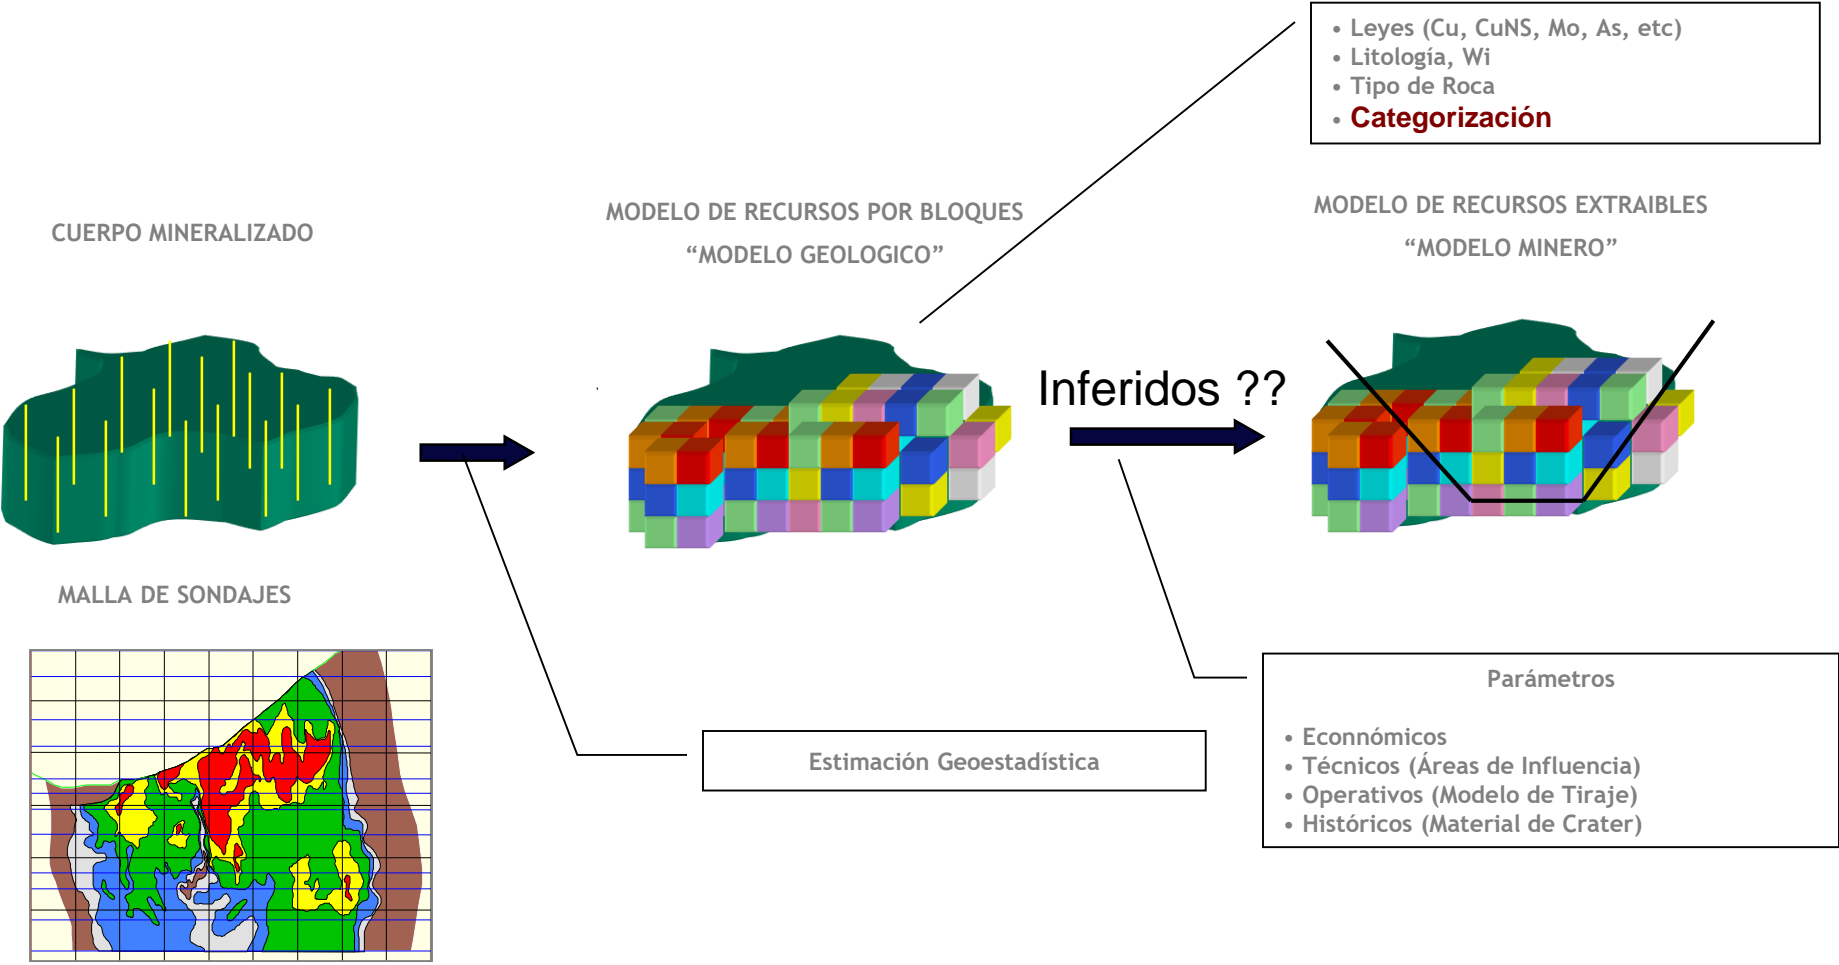 • Leyes (Cu, CuNS, Mo, As, etc)
• Litología, Wi
• Tipo de Roca
• Categorización
CUERPO MINERALIZADO
MODELO DE RECURSOS POR BLOQUES
“MODELO GEOLOGICO”
MODELO DE RECURSOS EXTRAIBLES
“MODELO MINERO”
Inferidos ??
MALLA DE SONDAJES
Estimación Geoestadística
Parámetros
• Econnómicos
• Técnicos (Áreas de Influencia)
• Operativos (Modelo de Tiraje)
• Históricos (Material de Crater)